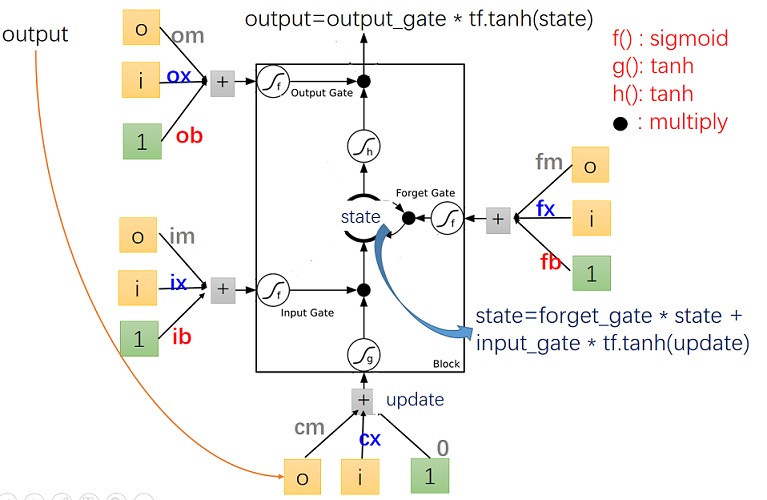 output=output_gate * tf.tanh(state)
output
o
om
i
ox
+
f
Output Gate
1
ob
f() : sigmoid
g(): tanh
h(): tanh
: multiply
h
Forget Gate
fm
o
state
f
+
fx
i
fb
1
o
im
i
ix
+
f
Input Gate
1
ib
state=forget_gate * state +
input_gate * tf.tanh(update)
g
Block
+
update
cm
cx
0
o
i
1